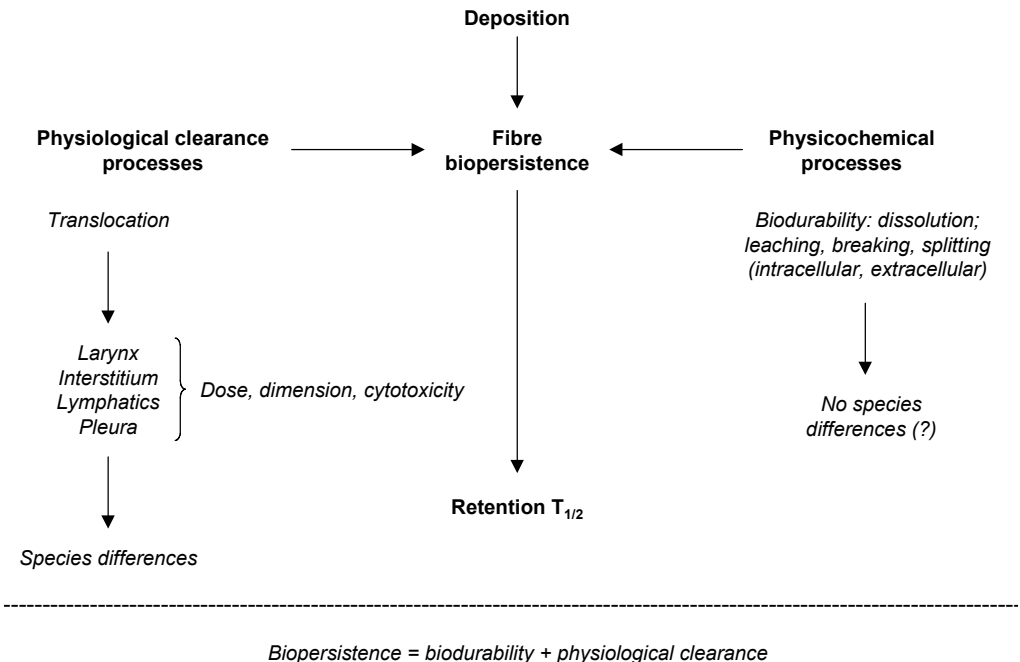 Deposition
Physiological clearance
processes
Fibre
biopersistence
Physicochemical
processes
Translocation
Biodurability: dissolution;
leaching, breaking, splitting
(intracellular, extracellular)
Larynx
Interstitium
Lymphatics
Pleura
Dose, dimension, cytotoxicity
No species
differences (?)
Retention T1/2
Species differences
Biopersistence = biodurability + physiological clearance